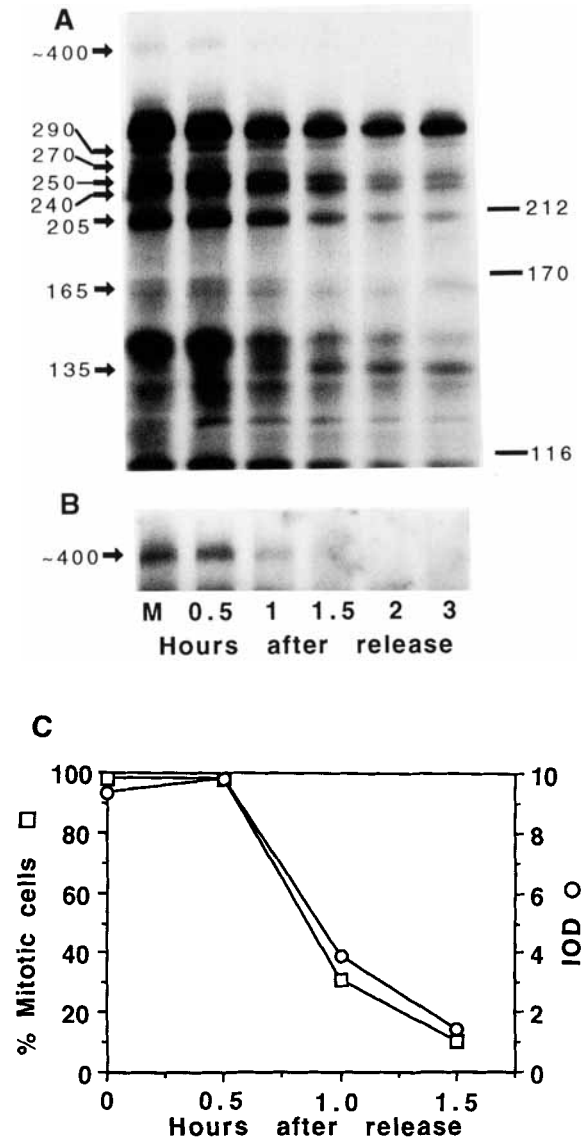 A
~400
290
270
250
240
205
165
135
212
170
116
B
~400
M 0.5 1 1.5 2 3
Hours after release
C
100
80
60
40
20
0
% Mitotic cells
10
8
6
4
2
0
IOD
0 0.5 1.0 1.5
Hours after release